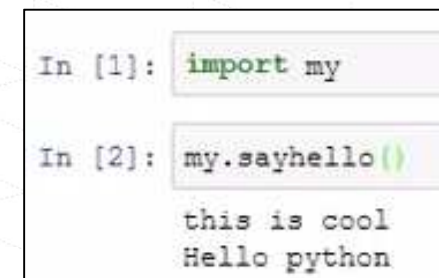 In [1]: import my
In [2]: my.sayhello()
this is cool
Hello python